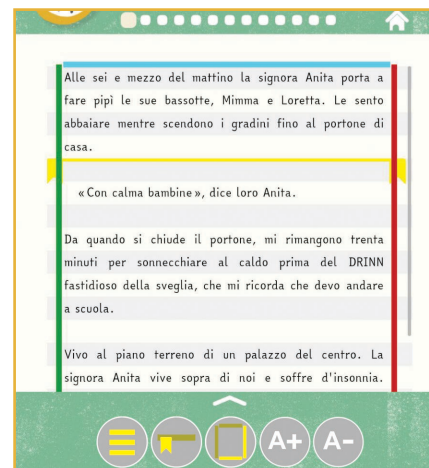 Alle sei e mezzo del mattino la signora Anita porta a
fare pipì le sue bassotte, Mimma e Loretta. Le sento
abbaiare mentre scendono i gradini fino al portone di
casa.
«Con calma bambine», dice loro Anita.
Da quando si chiude il portone, mi rimangono trenta
minuti per sonnecchiare al caldo prima del DRINN
fastidioso della sveglia, che mi ricorda che devo andare
a scuola.
Vivo al piano terreno di un palazzo del centro. La
signora Anita vive sopra di noi e soffre d'insonnia.
A+ A-